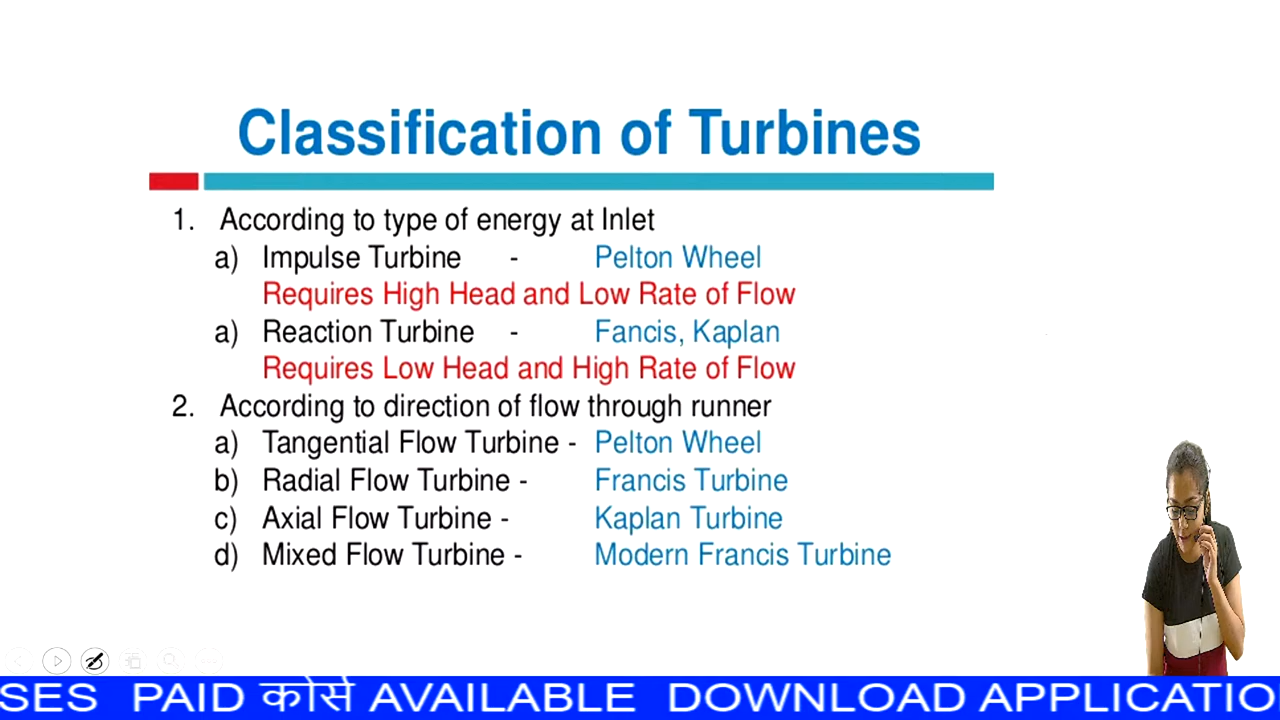 Classification of Turbines
1. According to type of energy at Inlet
a) Impulse Turbine - Pelton Wheel
Requires High Head and Low Rate of Flow
a) Reaction Turbine - Fancis, Kaplan
Requires Low Head and High Rate of Flow
2. According to direction of flow through runner
a) Tangential Flow Turbine - Pelton Wheel
b) Radial Flow Turbine - Francis Turbine
c) Axial Flow Turbine - Kaplan Turbine
d) Mixed Flow Turbine - Modern Francis Turbine
SES PAID कोर्स AVAILABLE DOWNLOAD APPLICATIO